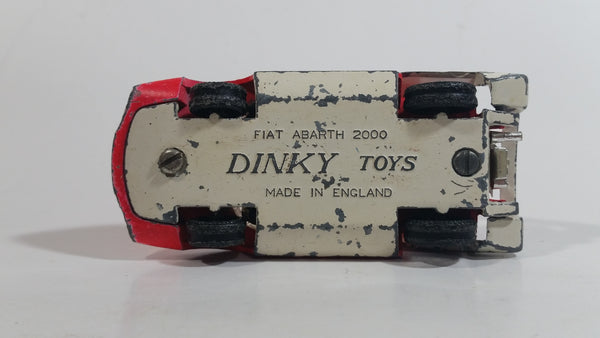 FIAT ABARTH 2000
DINKY TOYS
MADE IN ENGLAND